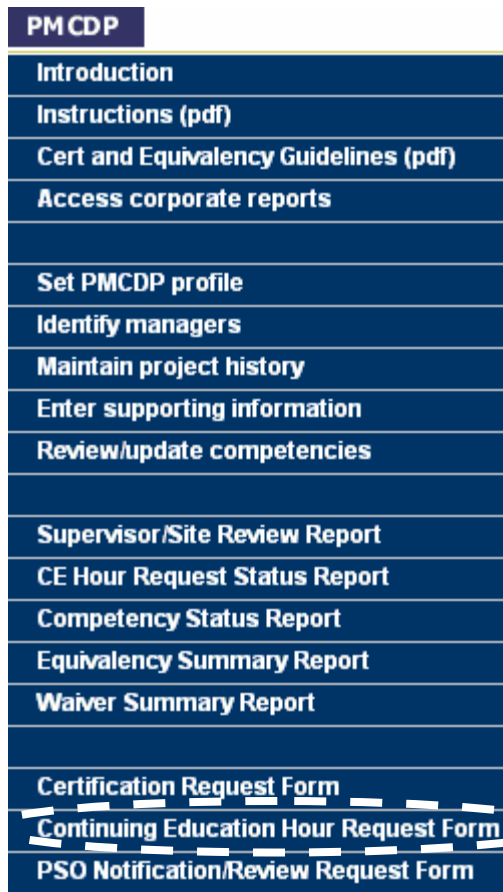 PMCDP
Introduction
Instructions (pdf)
Cert and Equivalency Guidelines (pdf)
Access corporate reports
Set PMCDP profile
Identify managers
Maintain project history
Enter supporting information
Review/update competencies
Supervisor/Site Review Report
CE Hour Request Status Report
Competency Status Report
Equivalency Summary Report
Waiver Summary Report
Certification Request Form
Continuing Education Hour Request Form
PSO Notification/Review Request Form